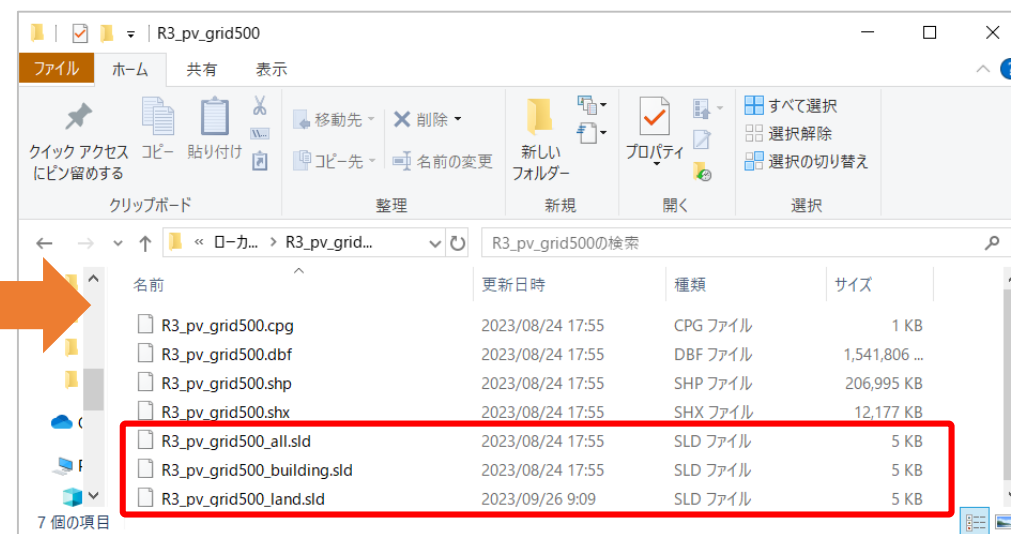 R3_pv_grid500
ファイル ホーム 共有 表示
クイック アクセス
にピン留めする
コピー 貼り付け
移動先 削除
コピー先 名前の変更
新しい
フォルダー
プロパティ
すべて選択
選択解除
選択の切り替え
クリップボード 整理 新規 開く 選択
« ローカ... > R3_pv_grid... R3_pv_grid500の検索
名前 更新日時 種類 サイズ
R3_pv_grid500.cpg 2023/08/24 17:55 CPG ファイル 1 KB
R3_pv_grid500.dbf 2023/08/24 17:55 DBF ファイル 1,541,806 ...
R3_pv_grid500.shp 2023/08/24 17:55 SHP ファイル 206,995 KB
R3_pv_grid500.shx 2023/08/24 17:55 SHX ファイル 12,177 KB
R3_pv_grid500_all.sld 2023/08/24 17:55 SLD ファイル 5 KB
R3_pv_grid500_building.sld 2023/08/24 17:55 SLD ファイル 5 KB
R3_pv_grid500_land.sld 2023/09/26 9:09 SLD ファイル 5 KB
7 個の項目